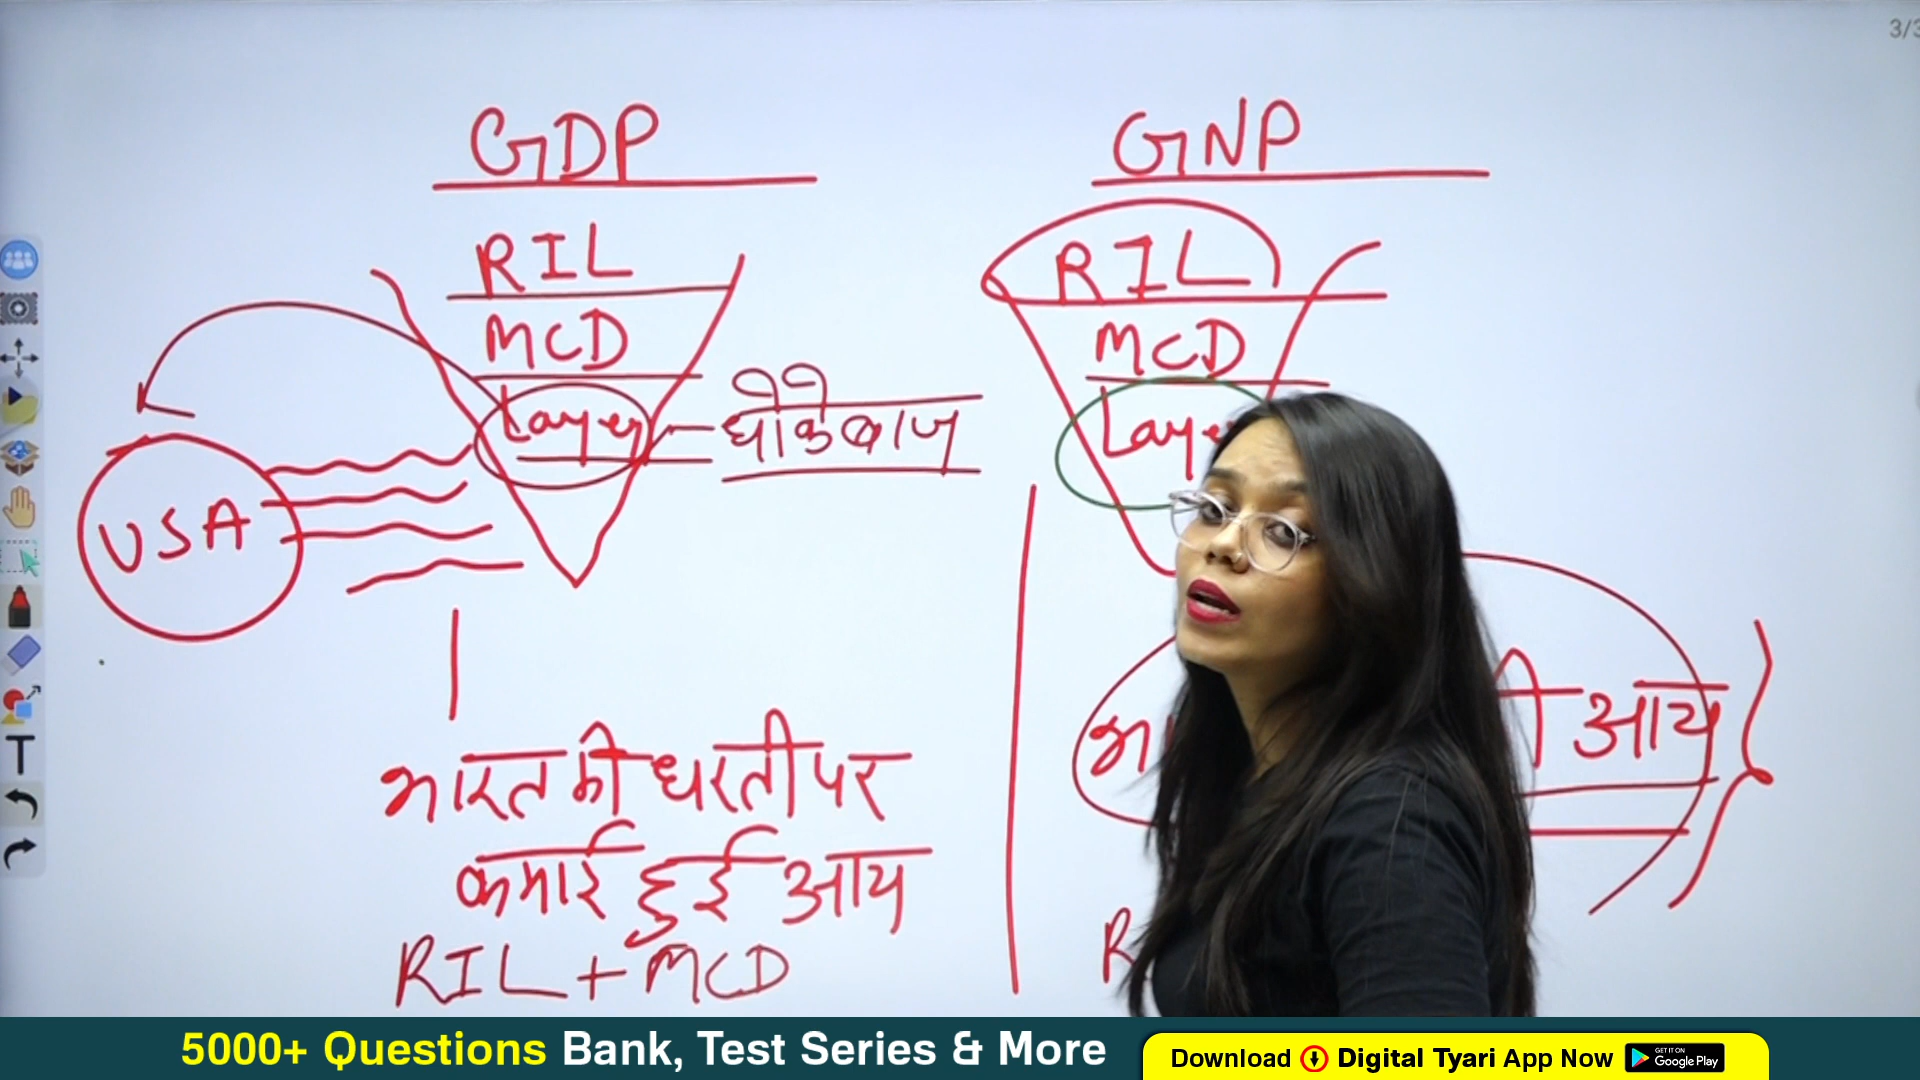 3/3
GDP
RIL
MCD
Layer
धोकेबाज
USA
भारत की धरती पर
कमाई हुई आय
RIL + MCD
GNP
RIL
MCD
Laye
आय
R
5000+ Questions Bank, Test Series & More
Download Digital Tyari App Now
GET IT ON
Google Play
T